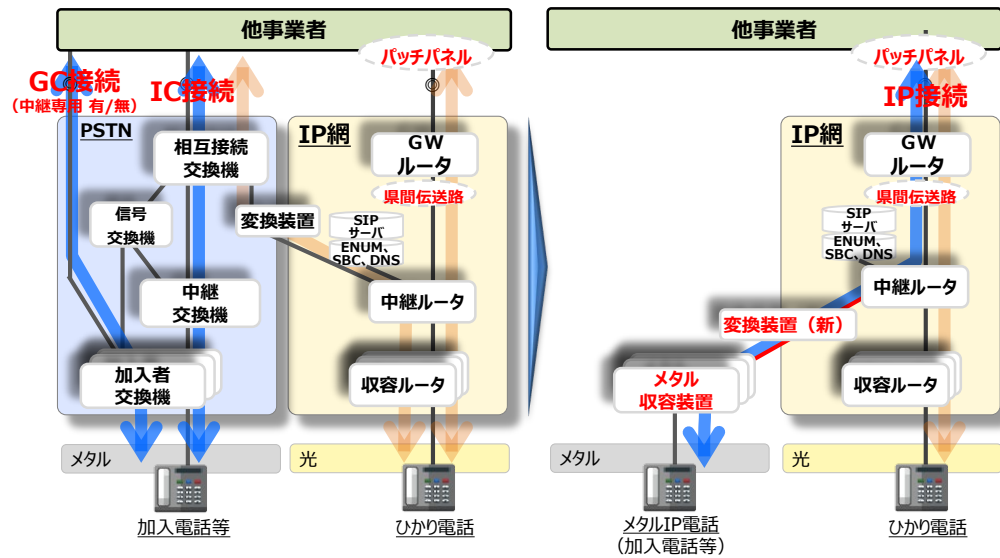 他事業者
パッチパネル
GC接続
（中継専用 有/無）
IC接続
PSTN
相互接続
交換機
信号
交換機
中継
交換機
加入者
交換機
変換装置
IP網
GW
ルータ
県間伝送路
SIP
サーバ
ENUM、
SBC、DNS
中継ルータ
収容ルータ
メタル
光
加入電話等
ひかり電話
他事業者
パッチパネル
IP接続
IP網
GW
ルータ
県間伝送路
SIP
サーバ
ENUM、
SBC、DNS
中継ルータ
変換装置（新）
メタル
収容装置
収容ルータ
メタル
光
メタルIP電話
（加入電話等）
ひかり電話